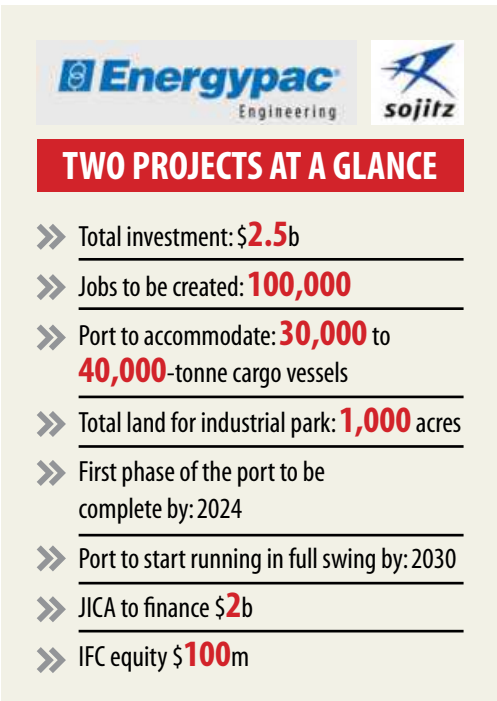 Energypac
Engineering
sojitz
TWO PROJECTS AT A GLANCE
Total investment: $2.5b
Jobs to be created: 100,000
Port to accommodate: 30,000 to
40,000-tonne cargo vessels
Total land for industrial park: 1,000 acres
First phase of the port to be
complete by: 2024
Port to start running in full swing by: 2030
JICA to finance $2b
IFC equity $100m